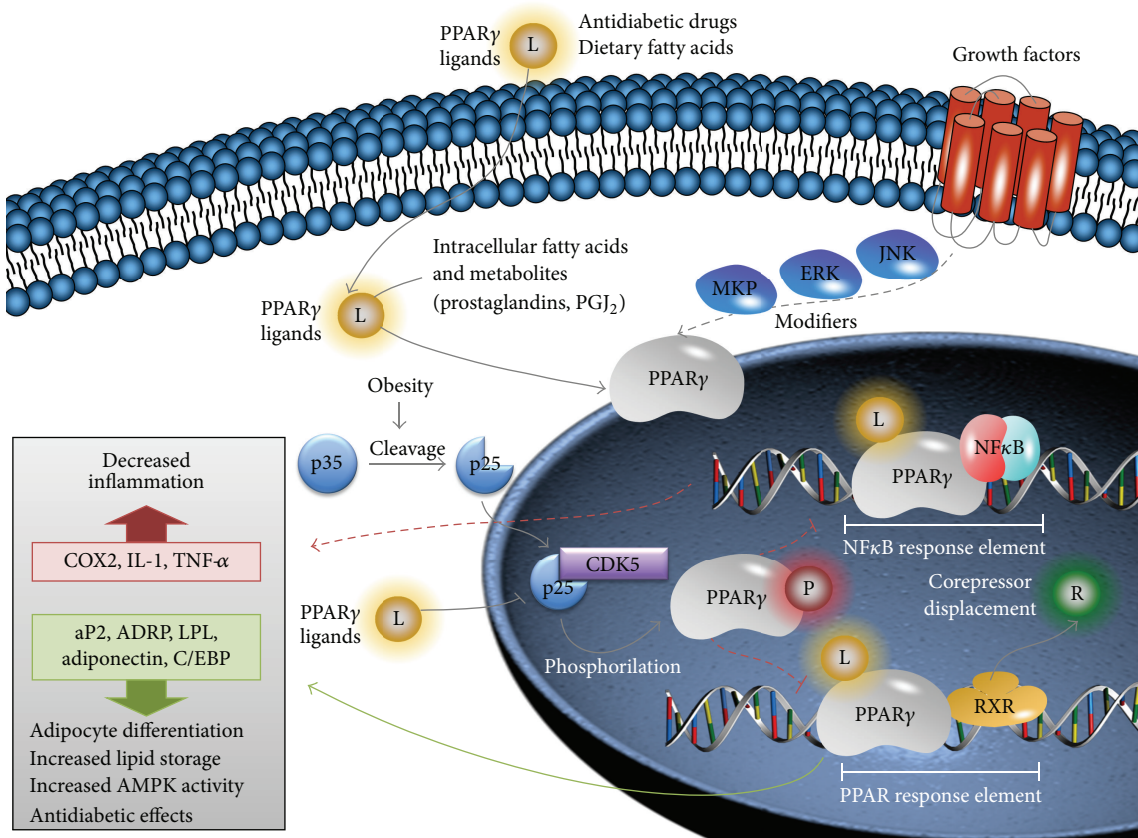 PPARγ
ligands
L
Antidiabetic drugs
Dietary fatty acids
Growth factors
Intracellular fatty acids
and metabolites
(prostaglandins, PGJ₂)
PPARγ
ligands
L
MKP
ERK
JNK
Modifiers
PPARγ
Obesity
Cleavage
p35
p25
L
PPARγ
NFκB
NFκB response element
Decreased
inflammation
COX2, IL-1, TNF-α
aP2, ADRP, LPL,
adiponectin, C/EBP
Adipocyte differentiation
Increased lipid storage
Increased AMPK activity
Antidiabetic effects
CDK5
p25
PPARγ
ligands
L
Phosphorilation
PPARγ
P
Corepressor
displacement
R
L
PPARγ
RXR
PPAR response element